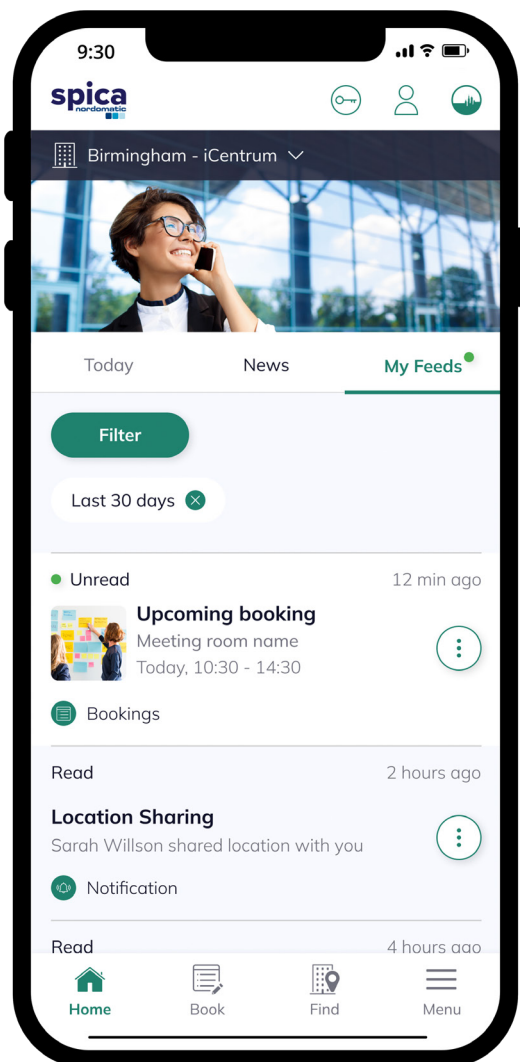 9:30
spica
nordomatic
Birmingham - iCentrum
Today
News
My Feeds
Filter
Last 30 days
Unread
12 min ago
Upcoming booking
Meeting room name
Today, 10:30 - 14:30
Bookings
Read
2 hours ago
Location Sharing
Sarah Willson shared location with you
Notification
Read
4 hours ago
Home
Book
Find
Menu